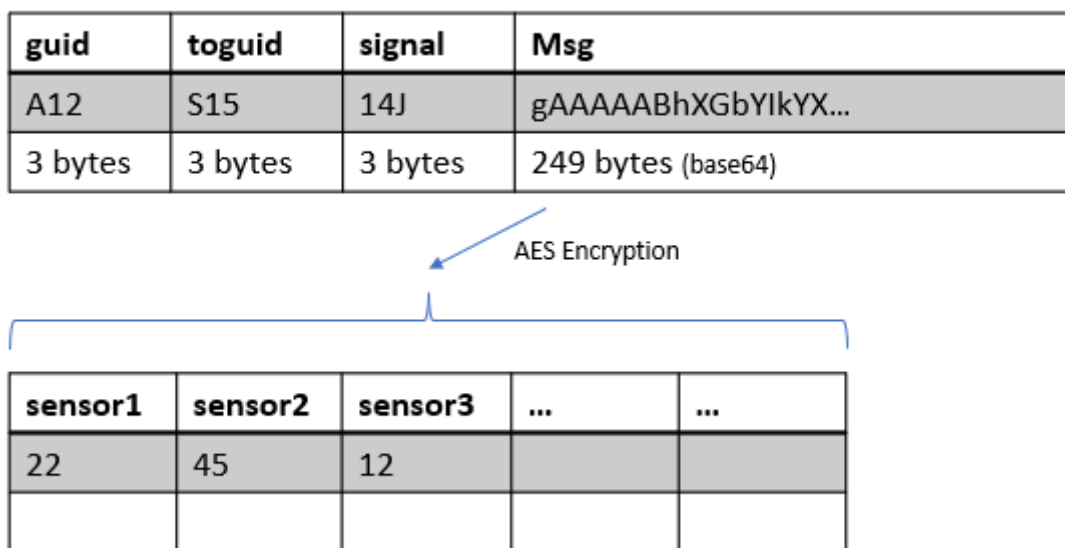 guid toguid signal Msg
A12 S15 14J gAAAAABhXGbYIkYX...
3 bytes 3 bytes 3 bytes 249 bytes (base64)
AES Encryption
sensor1 sensor2 sensor3 ... ...
22 45 12